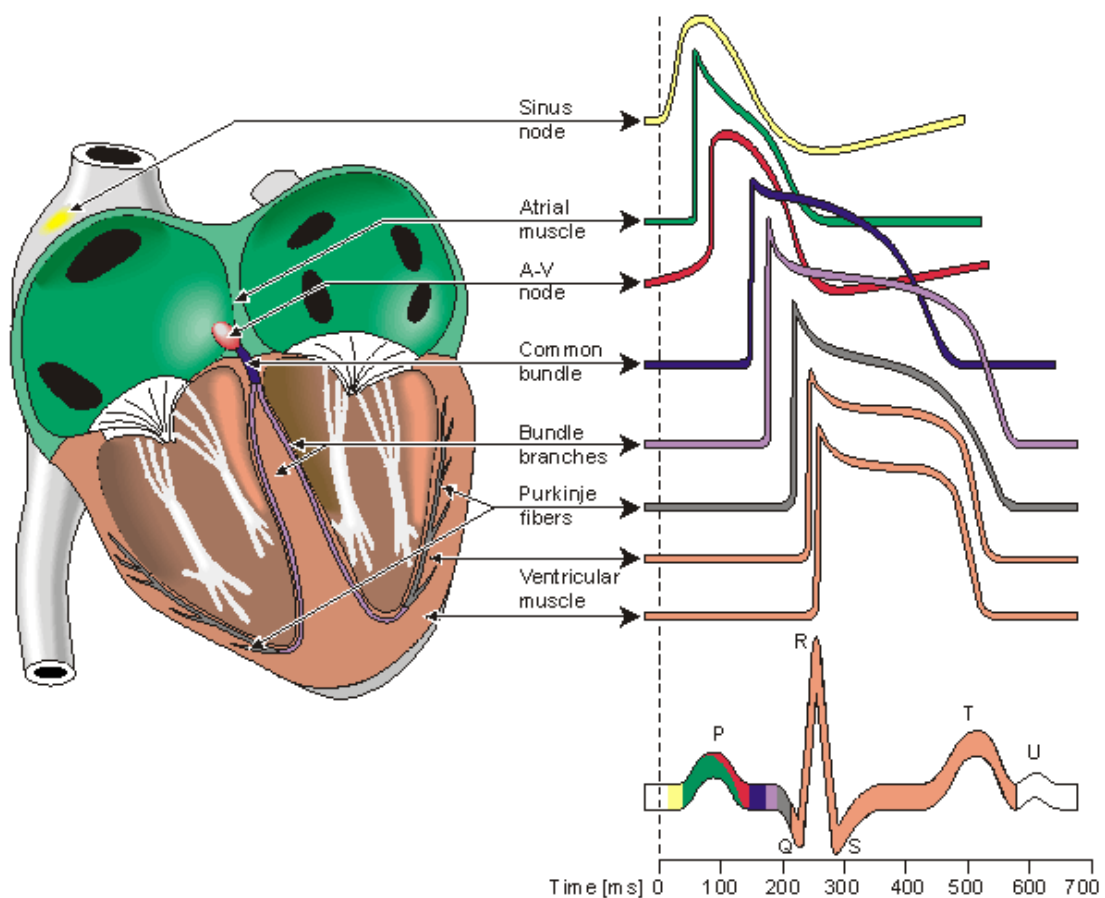 Sinus
node
Atrial
muscle
A-V
node
Common
bundle
Bundle
branches
Purkinje
fibers
Ventricular
muscle
R
P
T
U
Q
S
Time [ms] 0 100 200 300 400 500 600 700